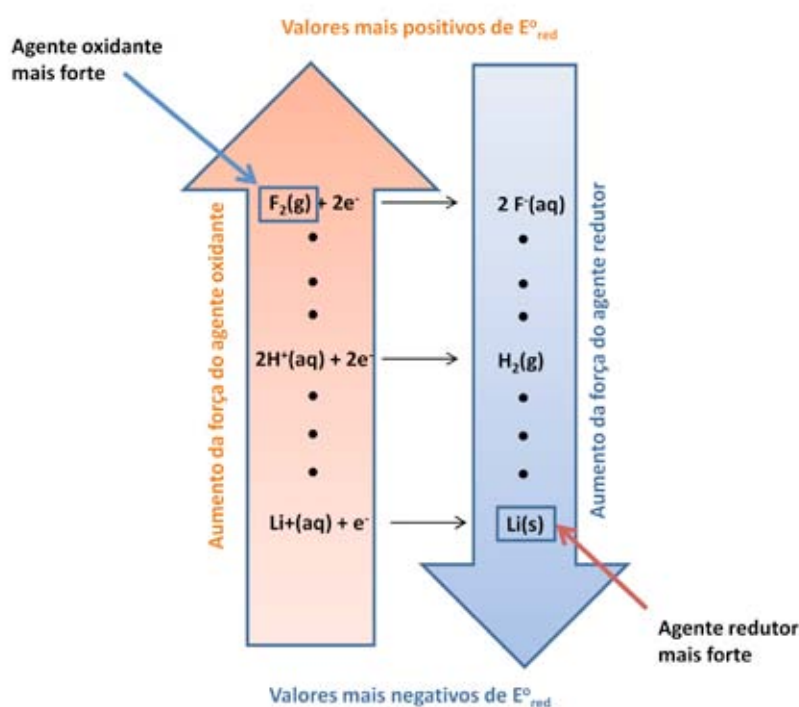 Valores mais positivos de E⁰red
Agente oxidante
mais forte
F₂(g) + 2e⁻
2 F⁻(aq)
2H⁺(aq) + 2e⁻
H₂(g)
Li+(aq) + e⁻
Li(s)
Aumento da força do agente oxidante
Aumento da força do agente redutor
Agente redutor
mais forte
Valores mais negativos de E⁰red